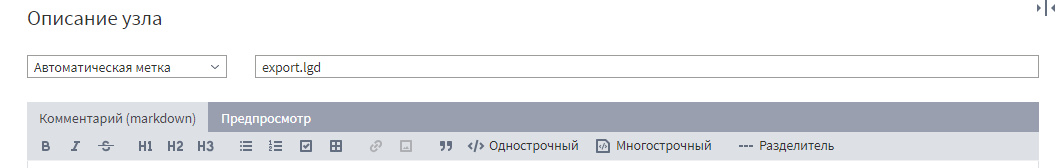 Описание узла
Автоматическая метка export.lgd
Комментарий (markdown) Предпросмотр
B I S H1 H2 H3 Однострочный Многострочный Разделитель